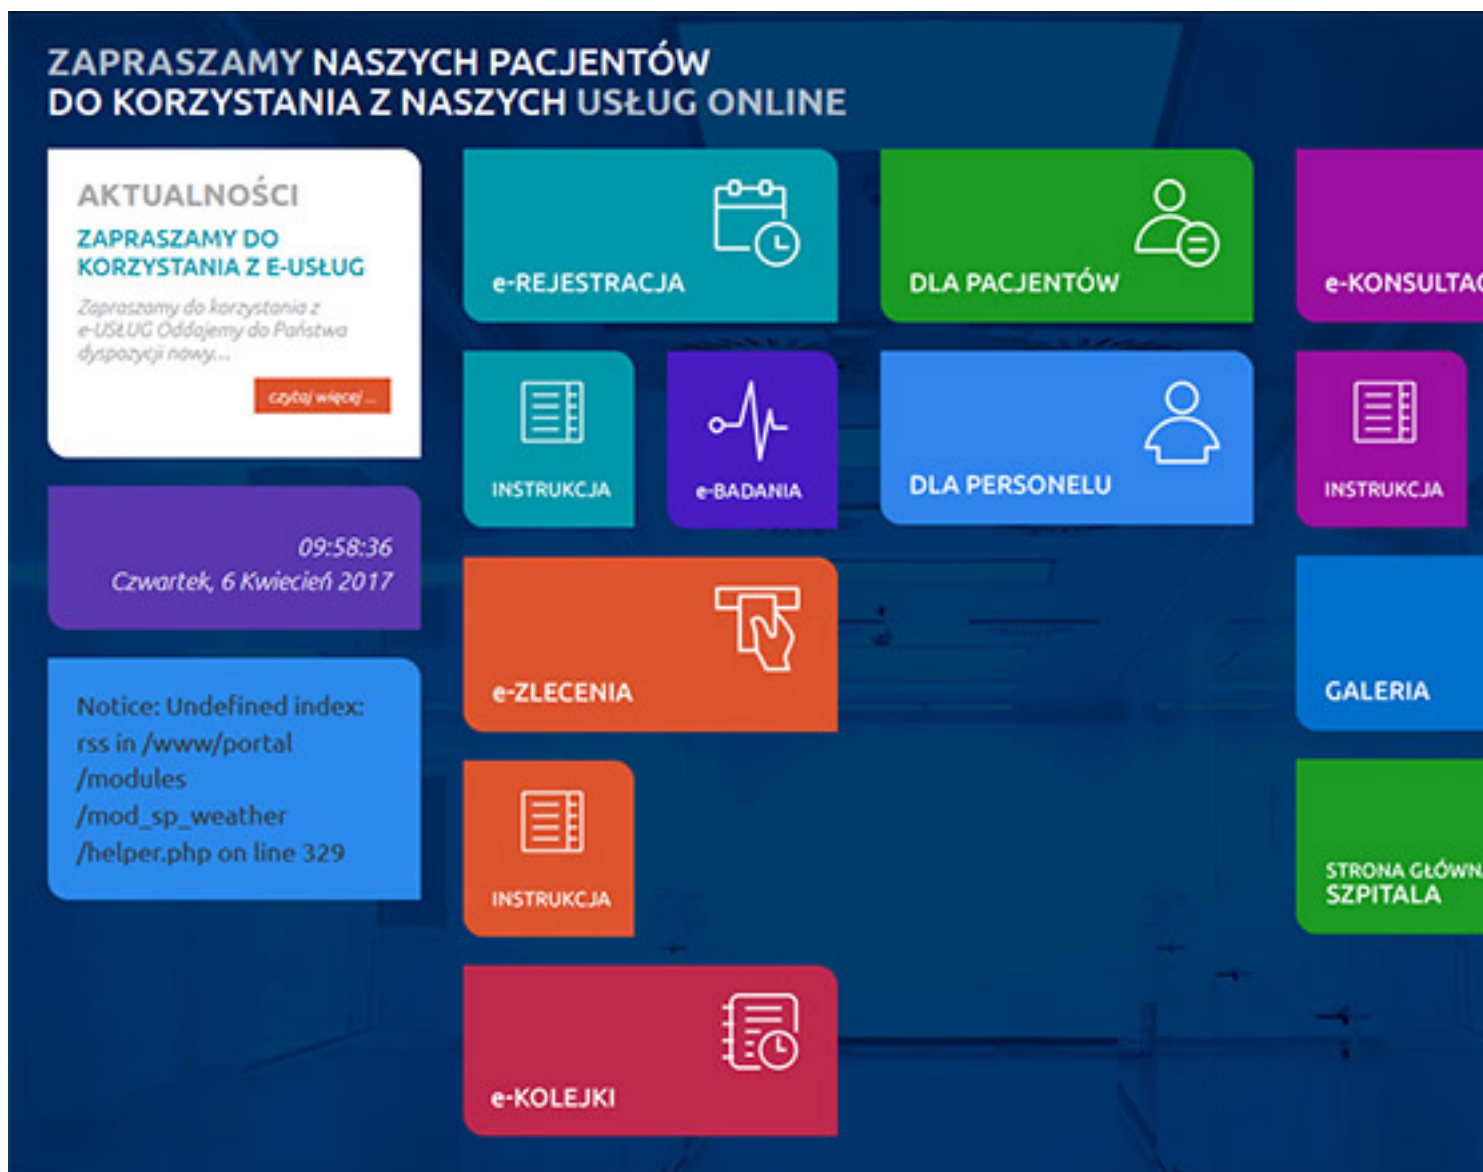 ZAPRASZAMY NASZYCH PACJENTÓW
DO KORZYSTANIA Z NASZYCH USŁUG ONLINE
AKTUALNOŚCI
ZAPRASZAMY DO
KORZYSTANIA Z E-USŁUG
Zapraszamy do korzystania z
e-USŁUG Oddajemy do Państwa
dyspozycji nowy...
czytaj więcej ...
09:58:36
Czwartek, 6 Kwiecień 2017
Notice: Undefined index:
rss in /www/portal
/modules
/mod_sp_weather
/helper.php on line 329
e-REJESTRACJA
INSTRUKCJA
e-BADANIA
e-ZLECENIA
INSTRUKCJA
e-KOLEJKI
DLA PACJENTÓW
DLA PERSONELU
INSTRUKCJA
GALERIA
STRONA
SZPITALA